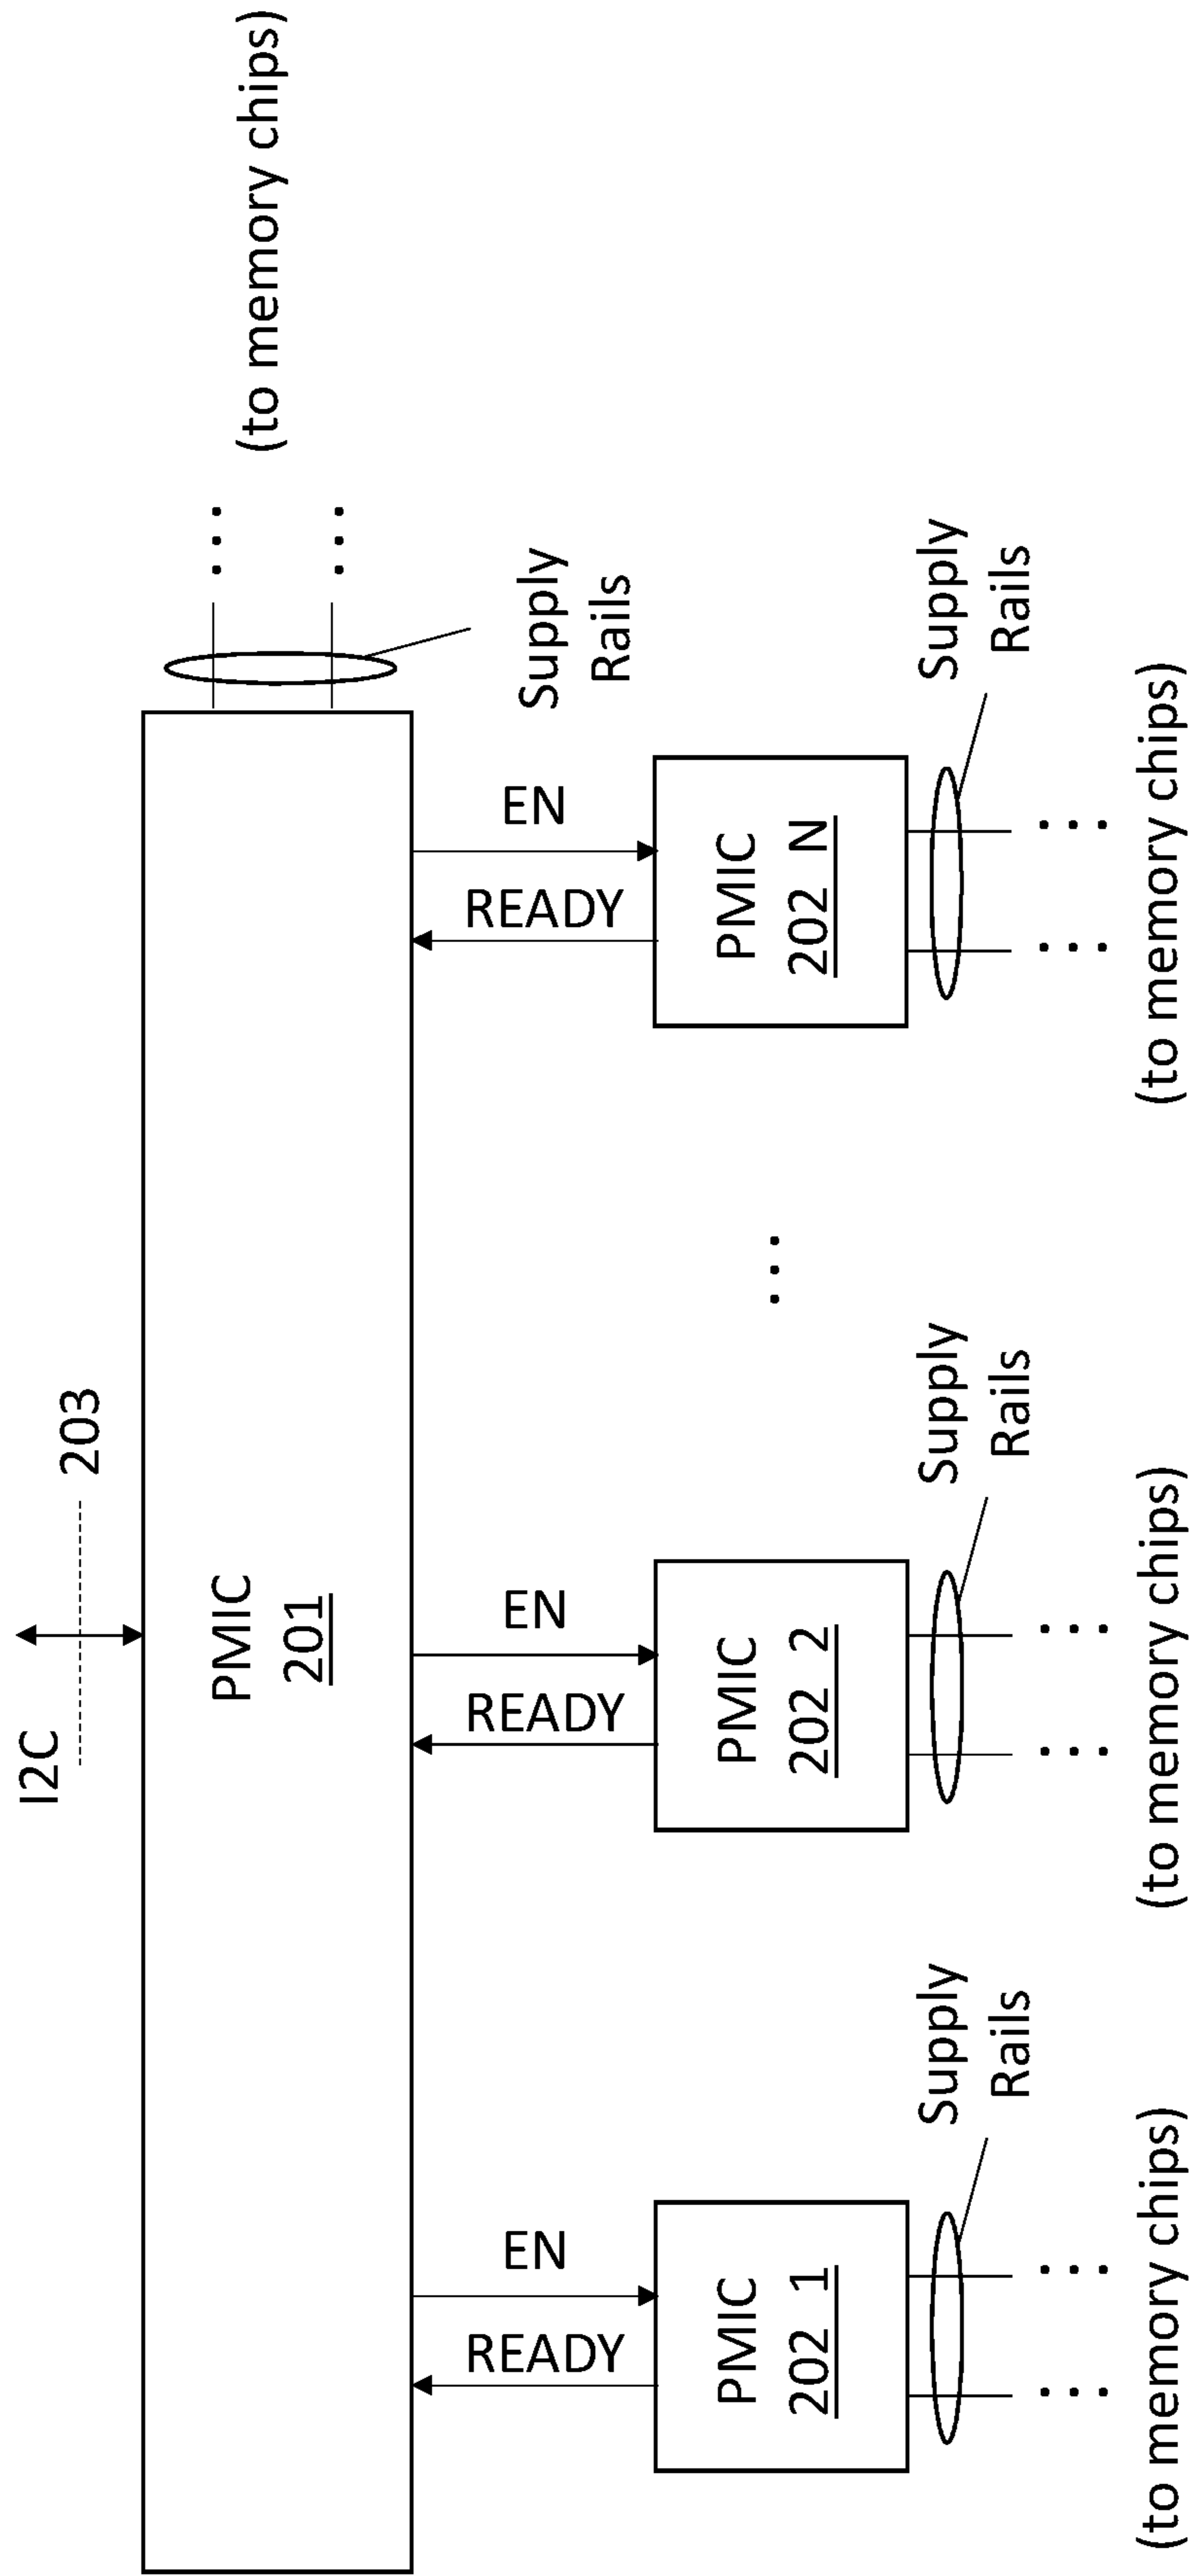 I2C
203
PMIC
201
(to memory chips)
Supply
Rails
READY
EN
READY
EN
READY
EN
PMIC
202_1
PMIC
202_2
PMIC
202_N
Supply
Rails
Supply
Rails
Supply
Rails
(to memory chips)
(to memory chips)
(to memory chips)